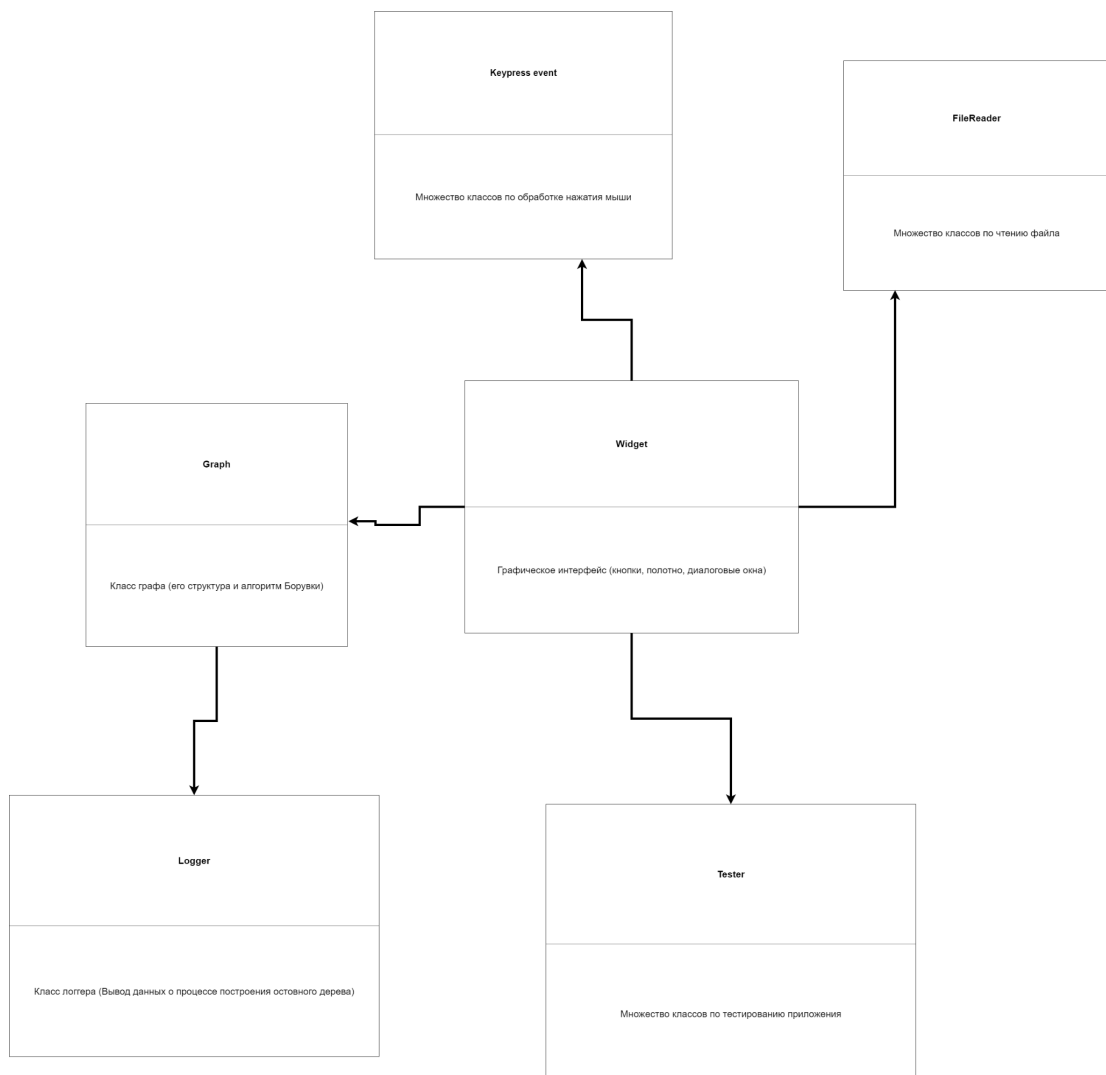 Keypress event
Множество классов по обработке нажатия мыши
FileReader
Множество классов по чтению файла
Widget
Графическое интерфейс (кнопки, полотно, диалоговые окна)
Graph
Класс графа (его структура и алгоритм Борувки)
Logger
Класс логгера (Вывод данных о процессе построения остовного дерева)
Tester
Множество классов по тестированию приложения